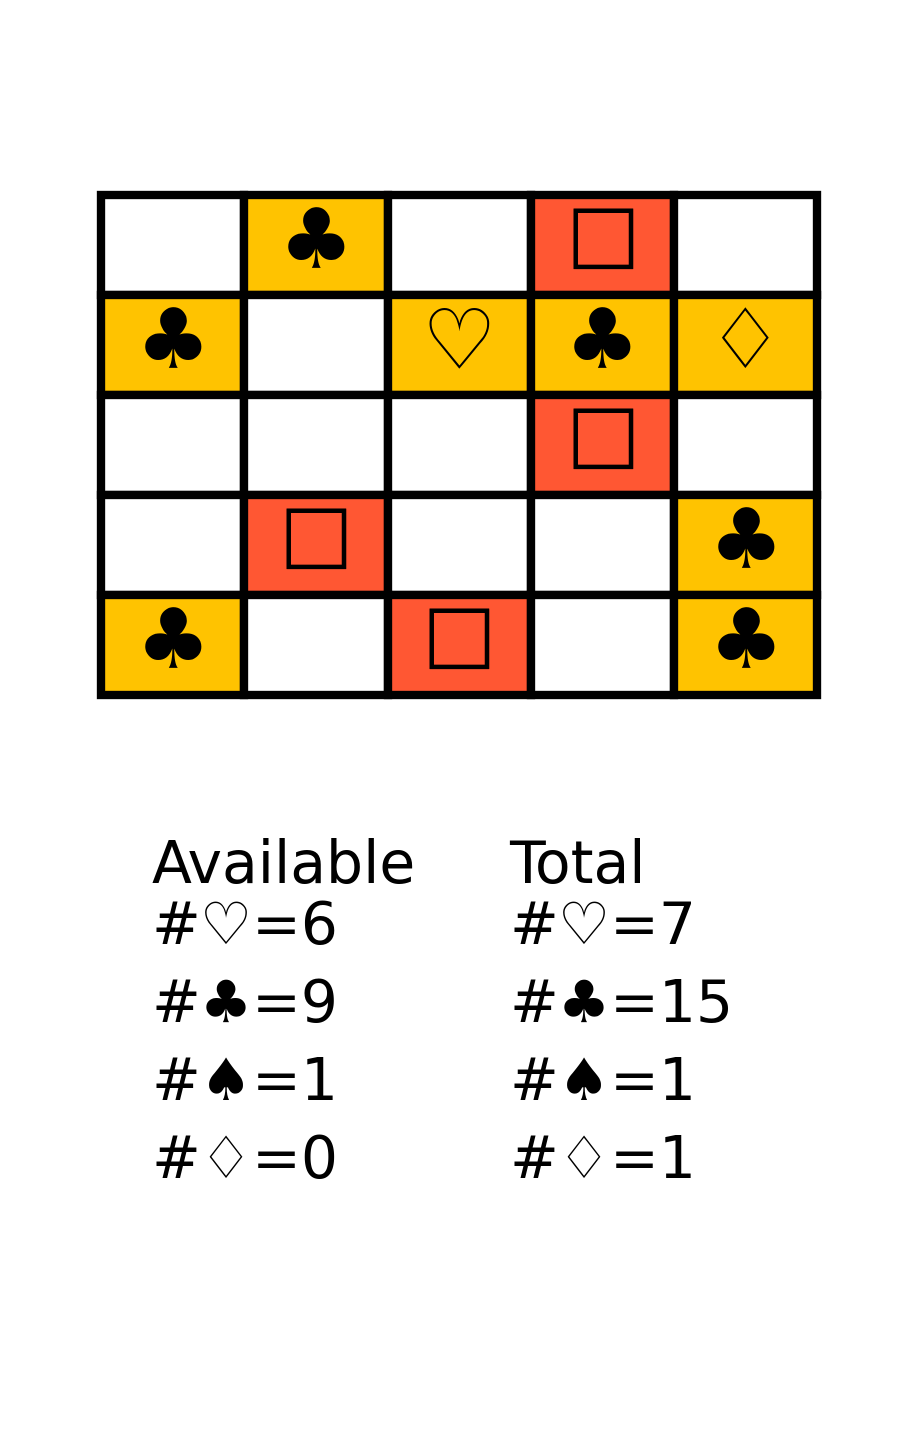 ♣ □
♣ ♡ ♣ ♢
□
□ ♣
♣ □ ♣
Available Total
#♡=6 #♡=7
#♣=9 #♣=15
#♠=1 #♠=1
#♢=0 #♢=1